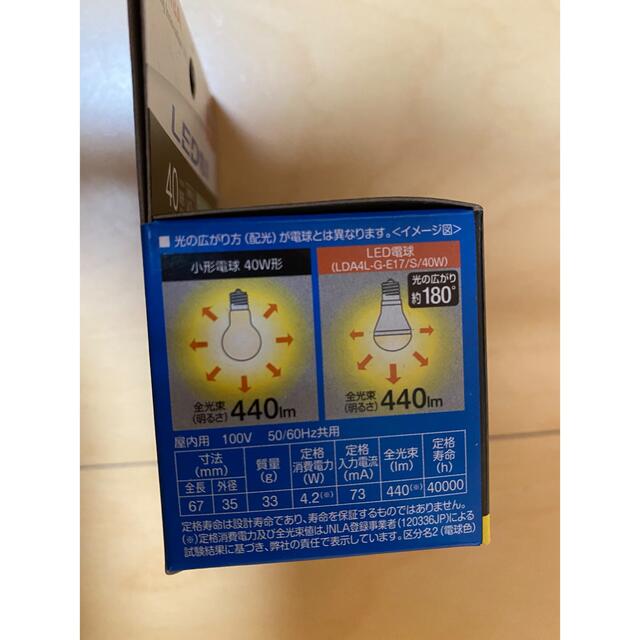 LED電球
40
■ 光の広がり方（配光）が電球とは異なります。<イメージ図>
小形電球 40W形
全光束
(明るさ) 440lm
LED電球
(LDA4L-G-E17/S/40W)
光の広がり
約180°
全光束
(明るさ) 440lm
屋内用 100V 50/60Hz共用
寸法
(mm)
質量
(g)
定格
消費電力
(W)
定格
入力電流
(mA)
全光束
(lm)
定格
寿命
(h)
全長 外径
67 35 33 4.2(※) 73 440(※) 40000
定格寿命は設計寿命であり、寿命を保証するものではありません。
(※)定格消費電力及び全光束値はJNLA登録事業者(120336JP)による
試験結果に基づき、弊社の責任で表示しています。区分名2（電球色）